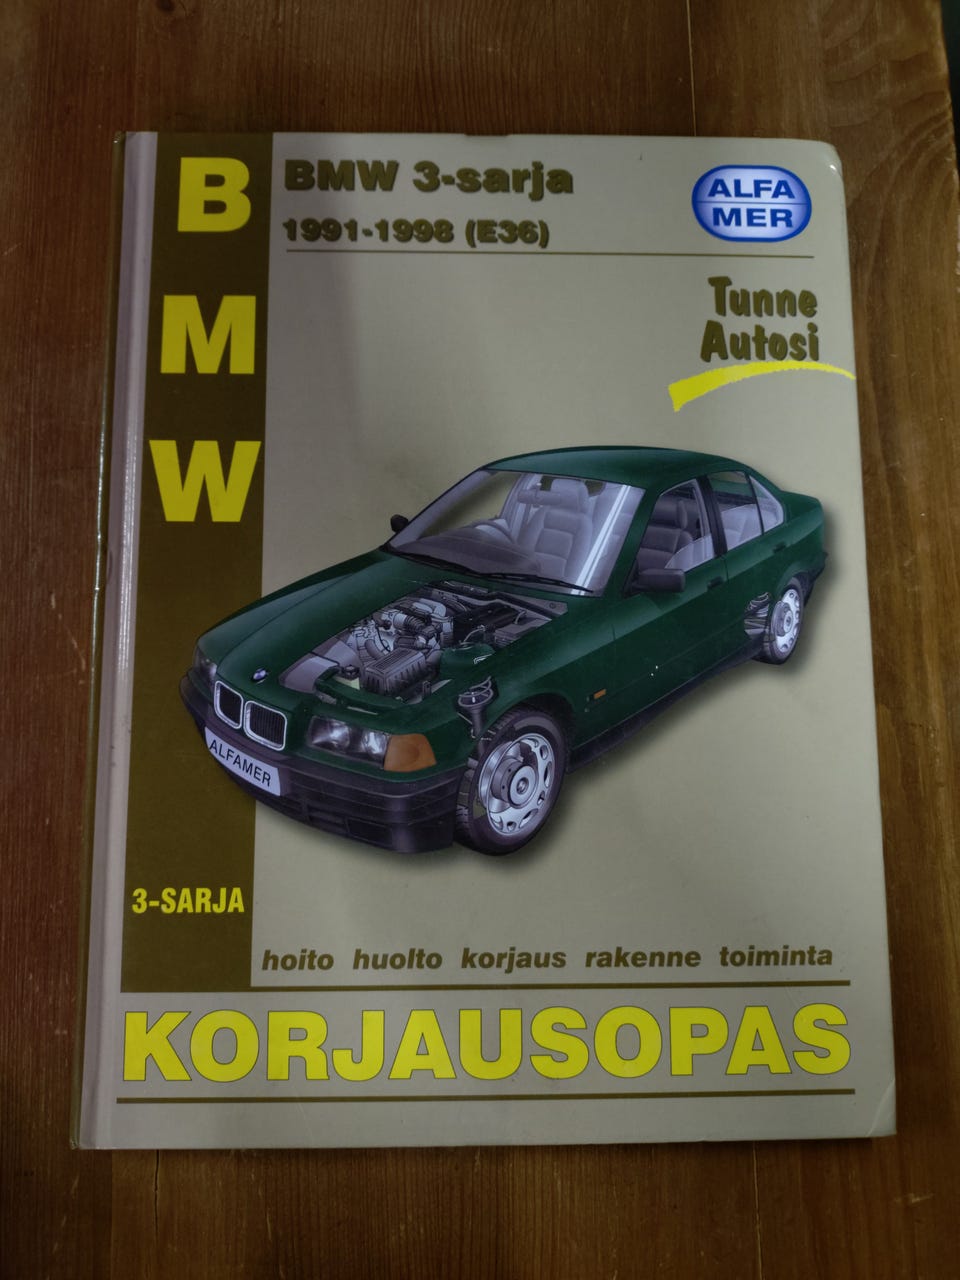 B
M
W
3-SARJA
BMW 3-sarja
1991-1998 (E36)
ALFA
MER
Tunne
Autosi
ALFAMER
hoito huolto korjaus rakenne toiminta
KORJAUSOPAS